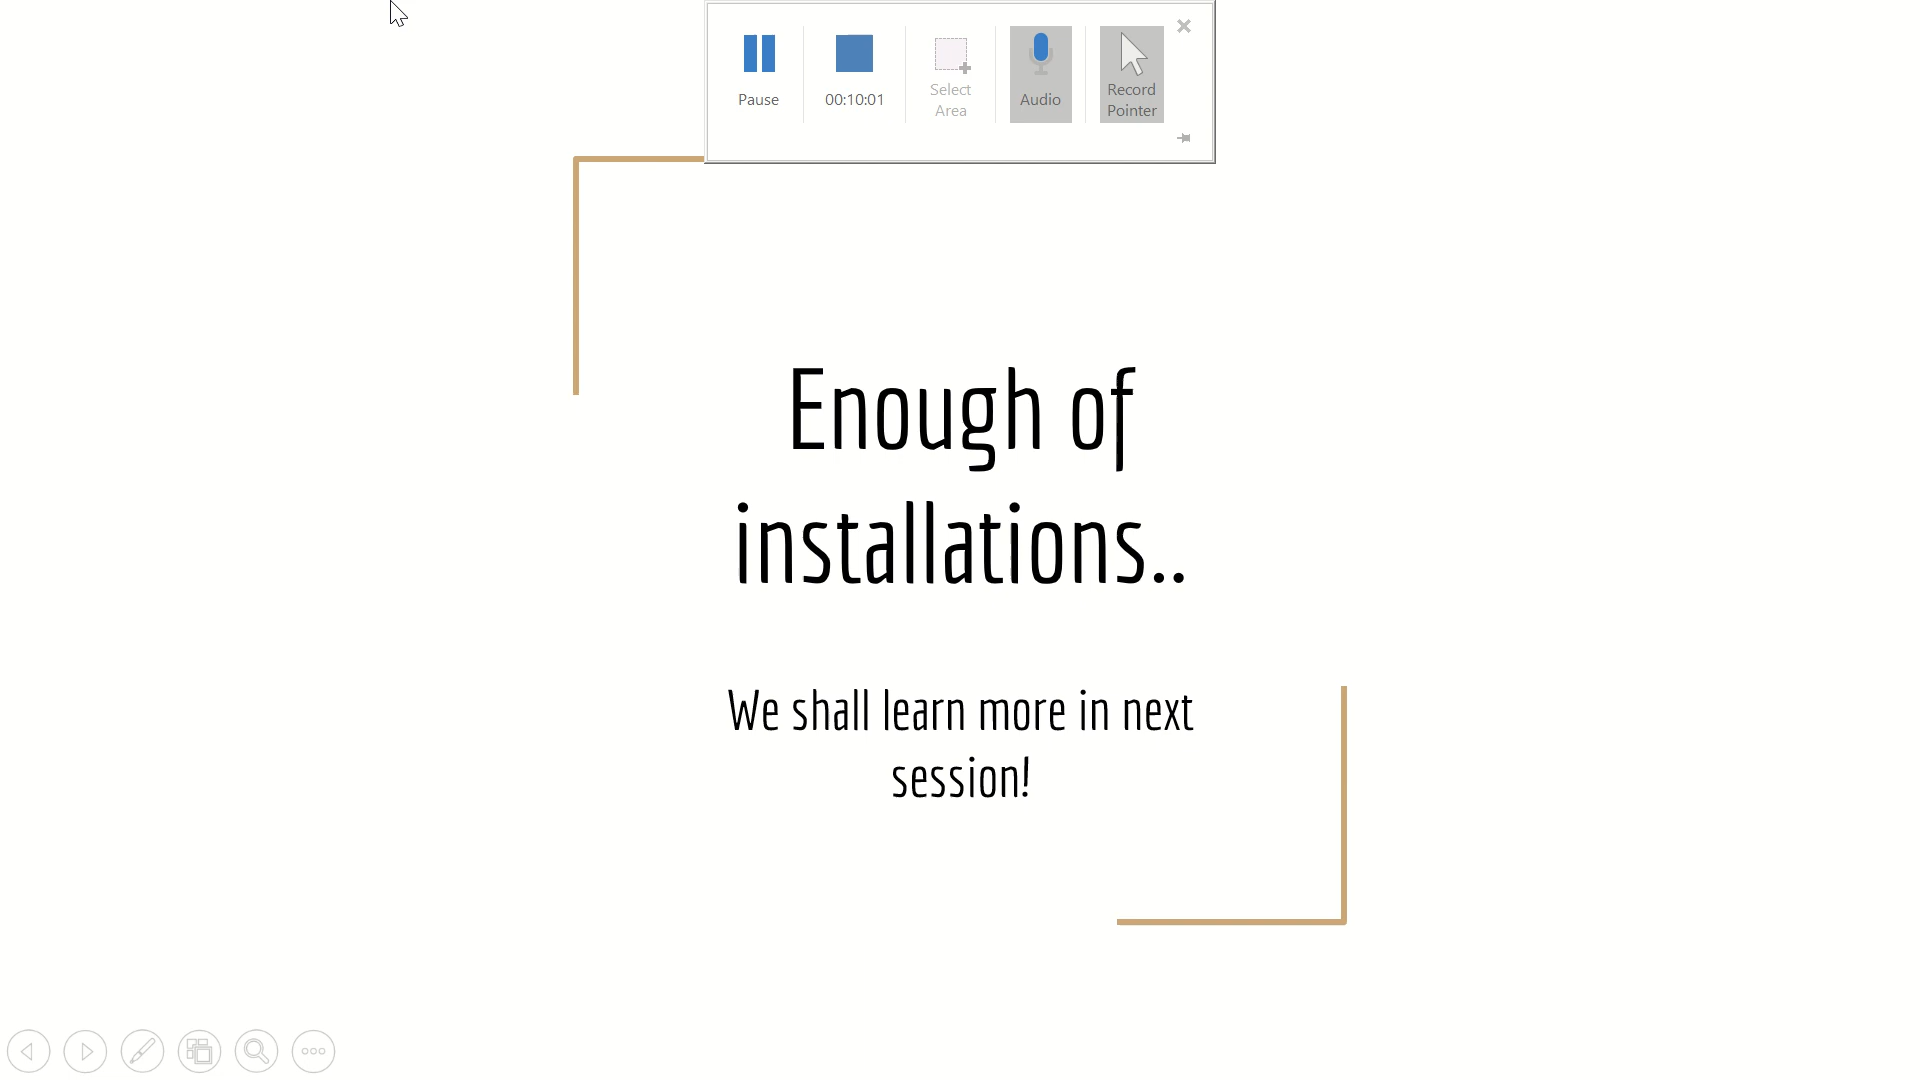 Pause
00:10:01
Select
Area
Audio
Record
Pointer
Enough of
installations..
We shall learn more in next
session!